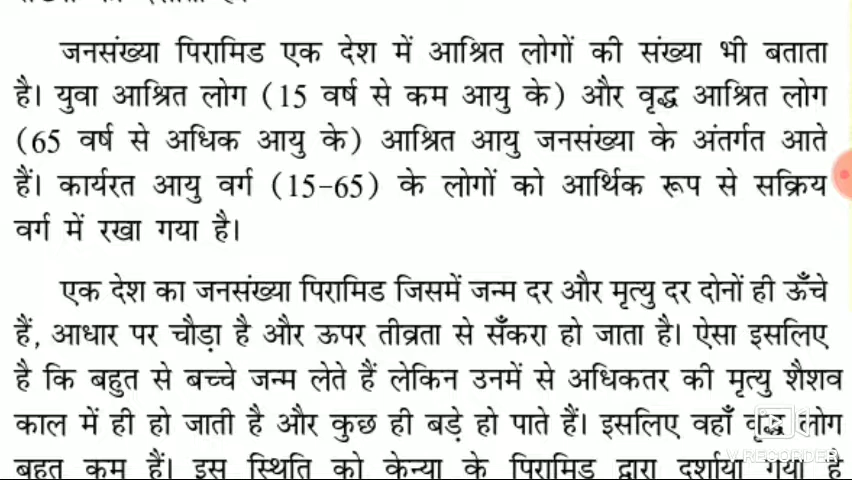 जनसंख्या पिरामिड एक देश में आश्रित लोगों की संख्या भी बताता
है। युवा आश्रित लोग (15 वर्ष से कम आयु के) और वृद्ध आश्रित लोग
(65 वर्ष से अधिक आयु के) आश्रित आयु जनसंख्या के अंतर्गत आते
हैं। कार्यरत आयु वर्ग (15-65) के लोगों को आर्थिक रूप से सक्रिय
वर्ग में रखा गया है।
एक देश का जनसंख्या पिरामिड जिसमें जन्म दर और मृत्यु दर दोनों ही ऊँचे
हैं, आधार पर चौड़ा है और ऊपर तीव्रता से सँकरा हो जाता है। ऐसा इसलिए
है कि बहुत से बच्चे जन्म लेते हैं लेकिन उनमें से अधिकतर की मृत्यु शैशव
काल में ही हो जाती है और कुछ ही बड़े हो पाते हैं। इसलिए वहाँ वृद्ध लोग
बहुत कम हैं। इस स्थिति को केन्या के पिरामिड द्वारा दर्शाया गया है
V RECORDER